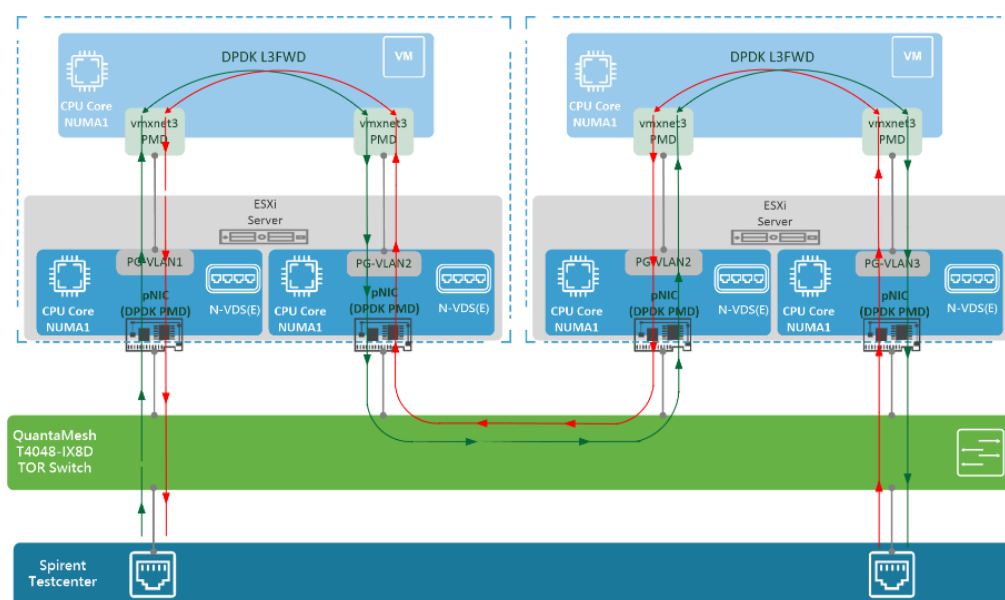 DPDK L3FWD
VM
CPU Core
NUMA1
vmxnet3
PMD
vmxnet3
PMD
ESXi
Server
PG-VLAN1
CPU Core
NUMA1
pNIC
(DPDK PMD)
N-VDS(E)
PG-VLAN2
CPU Core
NUMA1
pNIC
(DPDK PMD)
N-VDS(E)
DPDK L3FWD
VM
CPU Core
NUMA1
vmxnet3
PMD
vmxnet3
PMD
ESXi
Server
PG-VLAN2
CPU Core
NUMA1
pNIC
(DPDK PMD)
N-VDS(E)
PG-VLAN3
CPU Core
NUMA1
pNIC
(DPDK PMD)
N-VDS(E)
QuantaMesh
T4048-IX8D
TOR Switch
Spirent
Testcenter